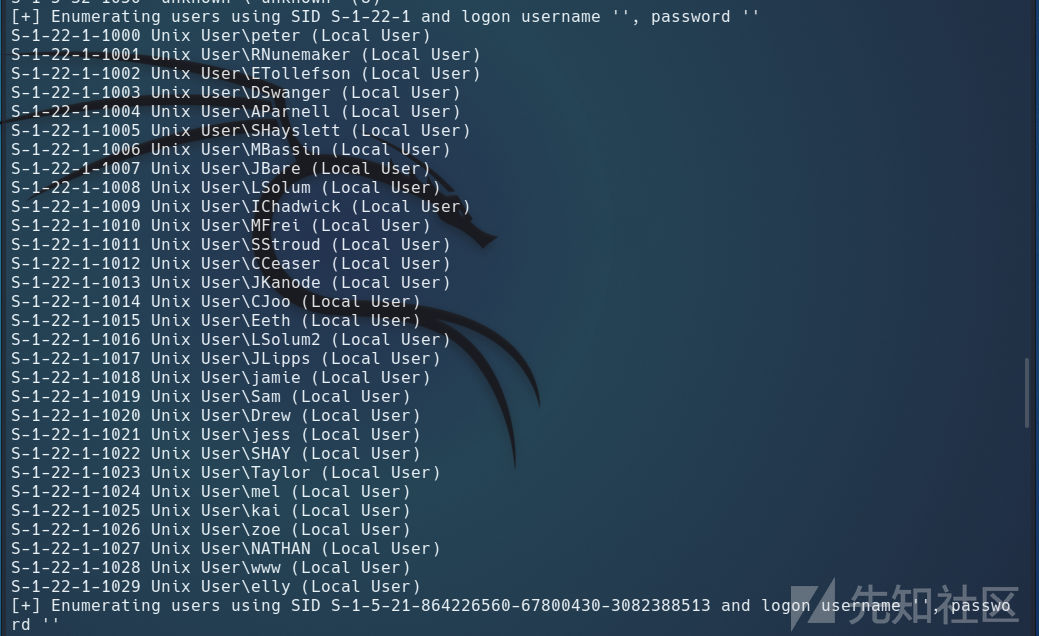 [+] Enumerating users using SID S-1-22-1 and logon username '', password ''
S-1-22-1-1000 Unix User\peter (Local User)
S-1-22-1-1001 Unix User\RNunemaker (Local User)
S-1-22-1-1002 Unix User\ETollefson (Local User)
S-1-22-1-1003 Unix User\DSwanger (Local User)
S-1-22-1-1004 Unix User\AParnell (Local User)
S-1-22-1-1005 Unix User\SHayslett (Local User)
S-1-22-1-1006 Unix User\MBassin (Local User)
S-1-22-1-1007 Unix User\JBare (Local User)
S-1-22-1-1008 Unix User\LSolum (Local User)
S-1-22-1-1009 Unix User\IChadwick (Local User)
S-1-22-1-1010 Unix User\MFrei (Local User)
S-1-22-1-1011 Unix User\SStroud (Local User)
S-1-22-1-1012 Unix User\CCeaser (Local User)
S-1-22-1-1013 Unix User\JKanode (Local User)
S-1-22-1-1014 Unix User\CJoo (Local User)
S-1-22-1-1015 Unix User\Eeth (Local User)
S-1-22-1-1016 Unix User\LSolum2 (Local User)
S-1-22-1-1017 Unix User\JLipps (Local User)
S-1-22-1-1018 Unix User\jamie (Local User)
S-1-22-1-1019 Unix User\Sam (Local User)
S-1-22-1-1020 Unix User\Drew (Local User)
S-1-22-1-1021 Unix User\jess (Local User)
S-1-22-1-1022 Unix User\SHAY (Local User)
S-1-22-1-1023 Unix User\Taylor (Local User)
S-1-22-1-1024 Unix User\mel (Local User)
S-1-22-1-1025 Unix User\kai (Local User)
S-1-22-1-1026 Unix User\zoe (Local User)
S-1-22-1-1027 Unix User\NATHAN (Local User)
S-1-22-1-1028 Unix User\www (Local User)
S-1-22-1-1029 Unix User\elly (Local User)
[+] Enumerating users using SID S-1-5-21-864226560-67800430-3082388513 and logon username '', passwo
rd ''
先知社区